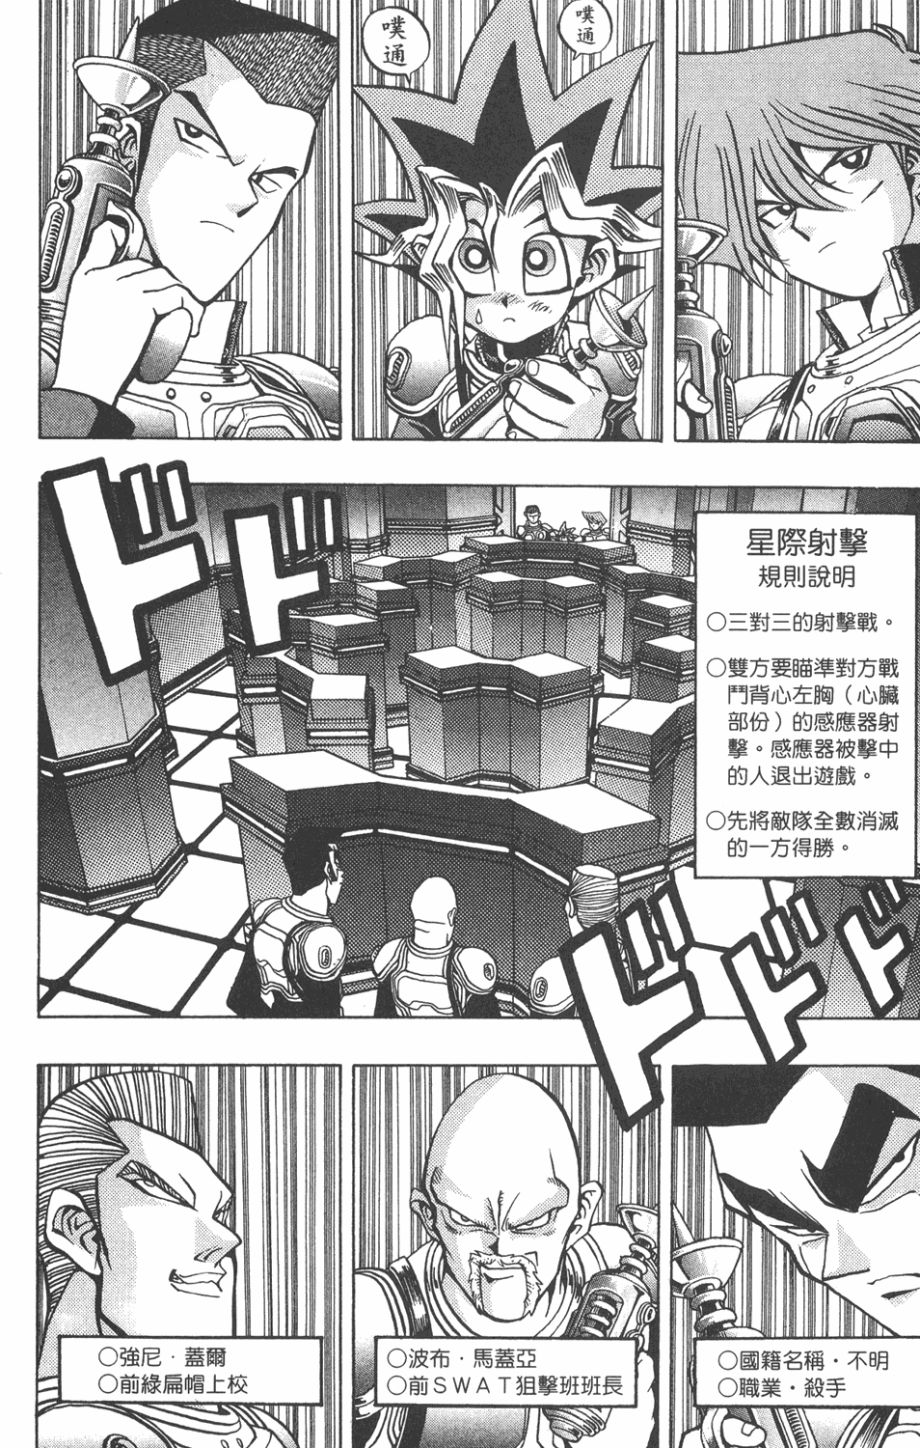 噗通
噗通
星際射擊
規則說明
○三對三的射擊戰。
○雙方要瞄準對方戰
鬥背心左胸（心臟
部份）的感應器射
擊。感應器被擊中
的人退出遊戲。
○先將敵隊全數消滅
的一方得勝。
ドドド
ドドド
○國籍名稱・不明
○職業・殺手
○波布・馬蓋亞
○前SWAT狙擊班班長
○強尼・蓋爾
○前綠扁帽上校